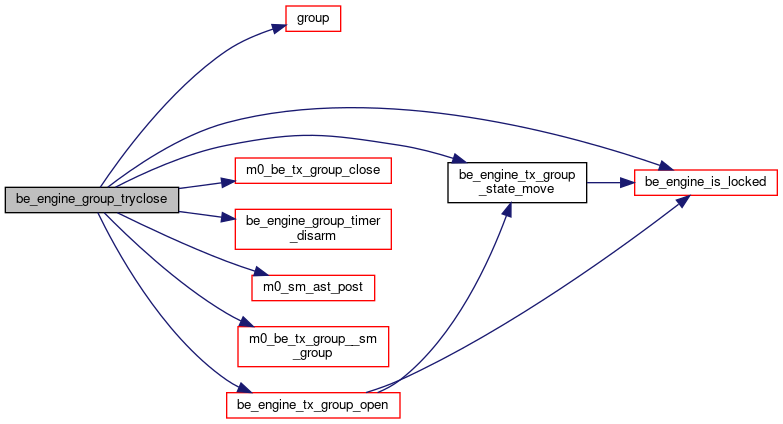 group
be_engine_tx_group
_state_move
be_engine_is_locked
m0_be_tx_group_close
be_engine_group_tryclose
be_engine_group_timer
_disarm
m0_sm_ast_post
m0_be_tx_group__sm
_group
be_engine_tx_group_open